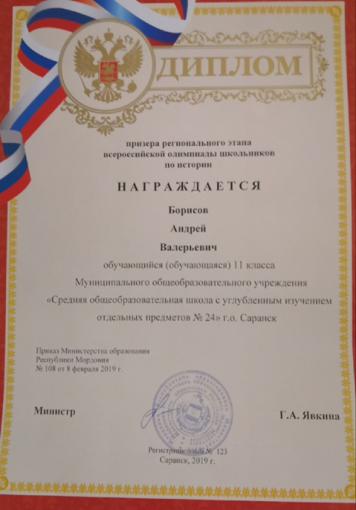 ДИПЛОМ
призера регионального этапа
всероссийской олимпиады школьников
по истории
НАГРАЖДАЕТСЯ
Борисов
Андрей
Валерьевич
обучающийся (обучающаяся) 11 класса
Муниципального общеобразовательного учреждения
«Средняя общеобразовательная школа с углубленным изучением
отдельных предметов № 24» г.о. Саранск
Приказ Министерства образования
Республики Мордовия
№ 108 от 8 февраля 2019 г.
Министр
Г.А. Явкина
№ 123
Саранск, 2019 г.